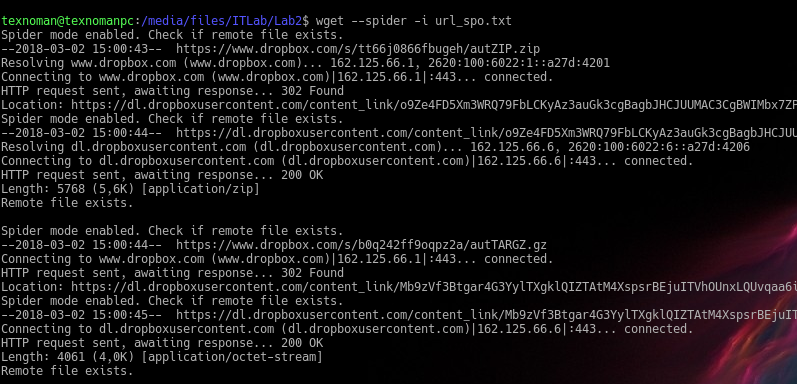 texnoman@texnomanpc:/media/files/ITLab/Lab2$ wget --spider -i url_spo.txt
Spider mode enabled. Check if remote file exists.
--2018-03-02 15:00:43--  https://www.dropbox.com/s/tt66j0866fbugeh/autZIP.zip
Resolving www.dropbox.com (www.dropbox.com)... 162.125.66.1, 2620:100:6022:1::a27d:4201
Connecting to www.dropbox.com (www.dropbox.com)|162.125.66.1|:443... connected.
HTTP request sent, awaiting response... 302 Found
Location: https://dl.dropboxusercontent.com/content_link/o9Ze4FD5Xm3WRQ79FbLCKyAz3auGk3cgBagbJHCJUUMAC3CgBWIMbx7ZF
Spider mode enabled. Check if remote file exists.
--2018-03-02 15:00:44--  https://dl.dropboxusercontent.com/content_link/o9Ze4FD5Xm3WRQ79FbLCKyAz3auGk3cgBagbJHCJUU
Resolving dl.dropboxusercontent.com (dl.dropboxusercontent.com)... 162.125.66.6, 2620:100:6022:6::a27d:4206
Connecting to dl.dropboxusercontent.com (dl.dropboxusercontent.com)|162.125.66.6|:443... connected.
HTTP request sent, awaiting response... 200 OK
Length: 5768 (5,6K) [application/zip]
Remote file exists.

Spider mode enabled. Check if remote file exists.
--2018-03-02 15:00:44--  https://www.dropbox.com/s/b0q242ff9oqpz2a/autTARGZ.gz
Connecting to www.dropbox.com (www.dropbox.com)|162.125.66.1|:443... connected.
HTTP request sent, awaiting response... 302 Found
Location: https://dl.dropboxusercontent.com/content_link/Mb9zVf3Btgar4G3YylTXgklQIZTAtM4XspsrBEjuITVhOUnxLQUvqaa6i
Spider mode enabled. Check if remote file exists.
--2018-03-02 15:00:45--  https://dl.dropboxusercontent.com/content_link/Mb9zVf3Btgar4G3YylTXgklQIZTAtM4XspsrBEjuIT
Connecting to dl.dropboxusercontent.com (dl.dropboxusercontent.com)|162.125.66.6|:443... connected.
HTTP request sent, awaiting response... 200 OK
Length: 4061 (4,0K) [application/octet-stream]
Remote file exists.